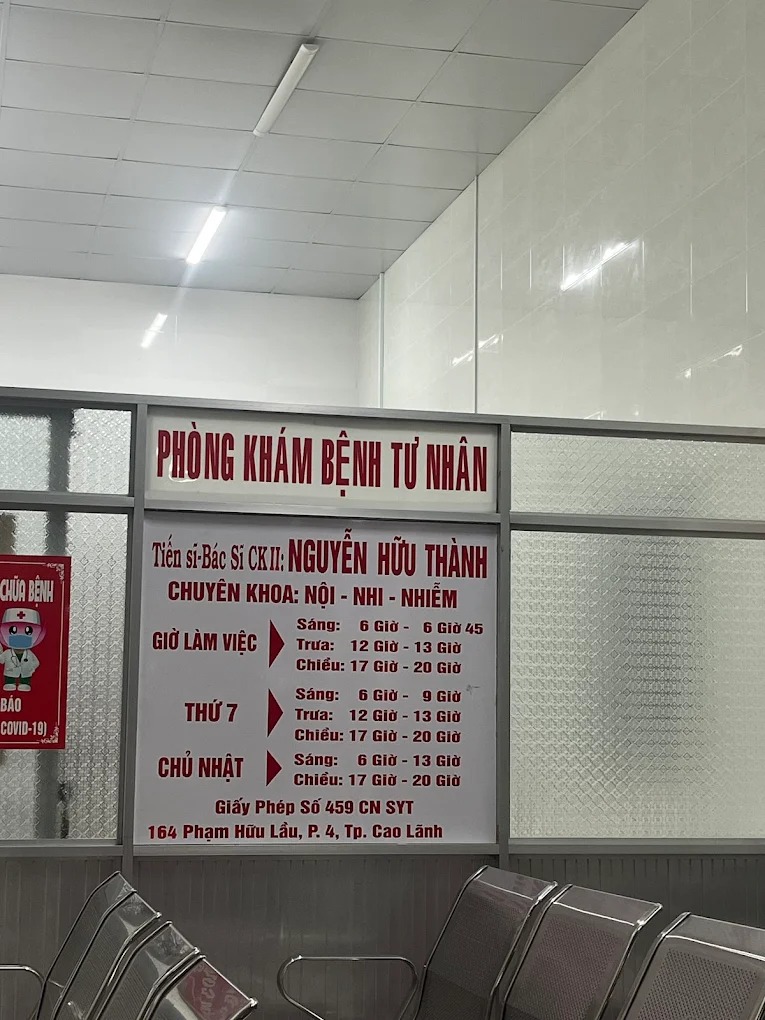 PHÒNG KHÁM BỆNH TƯ NHÂN
Tiến sĩ-Bác Sĩ CKII: NGUYỄN HỮU THÀNH
CHUYÊN KHOA: NỘI - NHI - NHIỄM
GIỜ LÀM VIỆC
Sáng: 6 Giờ - 6 Giờ 45
Trưa: 12 Giờ - 13 Giờ
Chiều: 17 Giờ - 20 Giờ
THỨ 7
Sáng: 6 Giờ - 9 Giờ
Trưa: 12 Giờ - 13 Giờ
Chiều: 17 Giờ - 20 Giờ
CHỦ NHẬT
Sáng: 6 Giờ - 13 Giờ
Chiều: 17 Giờ - 20 Giờ
Giấy Phép Số 459 CN SYT
164 Phạm Hữu Lầu, P. 4, Tp. Cao Lãnh
CHỮA BỆNH
BÁO
COVID-19)